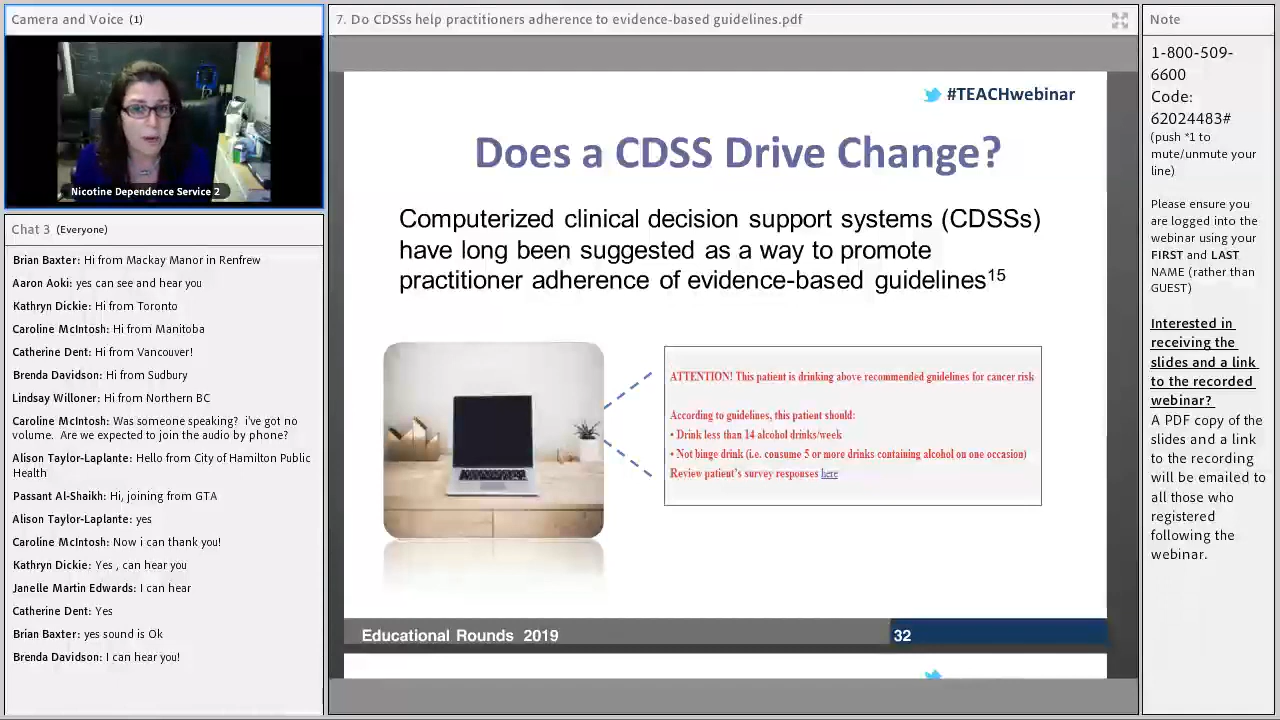 Camera and Voice (1)
Nicotine Dependence Service 2
Chat 3 (Everyone)
Brian Baxter: Hi from Mackay Manor in Renfrew
Aaron Aoki: yes can see and hear you
Kathryn Dickie: Hi from Toronto
Caroline McIntosh: Hi from Manitoba
Catherine Dent: Hi from Vancouver!
Brenda Davidson: Hi from Sudbury
Lindsay Willoner: Hi from Northern BC
Caroline McIntosh: Was someone speaking?  i've got no
volume.  Are we expected to join the audio by phone?
Alison Taylor-Laplante: Hello from City of Hamilton Public
Health
Passant Al-Shaikh: Hi, joining from GTA
Alison Taylor-Laplante: yes
Caroline McIntosh: Now i can thank you!
Kathryn Dickie: Yes , can hear you
Janelle Martin Edwards: I can hear
Catherine Dent: Yes
Brian Baxter: yes sound is Ok
Brenda Davidson: I can hear you!
7. Do CDSSs help practitioners adherence to evidence-based guidelines.pdf
#TEACHwebinar
Does a CDSS Drive Change?
Computerized clinical decision support systems (CDSSs)
have long been suggested as a way to promote
practitioner adherence of evidence-based guidelines15
ATTENTION! This patient is drinking above recommended guidelines for cancer risk
According to guidelines, this patient should:
• Drink less than 14 alcohol drinks/week
• Not binge drink (i.e. consume 5 or more drinks containing alcohol on one occasion)
Review patient's survey responses here
Educational Rounds 2019
32
Note
1-800-509-
6600
Code:
62024483#
(push *1 to
mute/unmute your
line)
Please ensure you
are logged into the
webinar using your
FIRST and LAST
NAME (rather than
GUEST)
Interested in
receiving the
slides and a link
to the recorded
webinar?
A PDF copy of the
slides and a link
to the recording
will be emailed to
all those who
registered
following the
webinar.